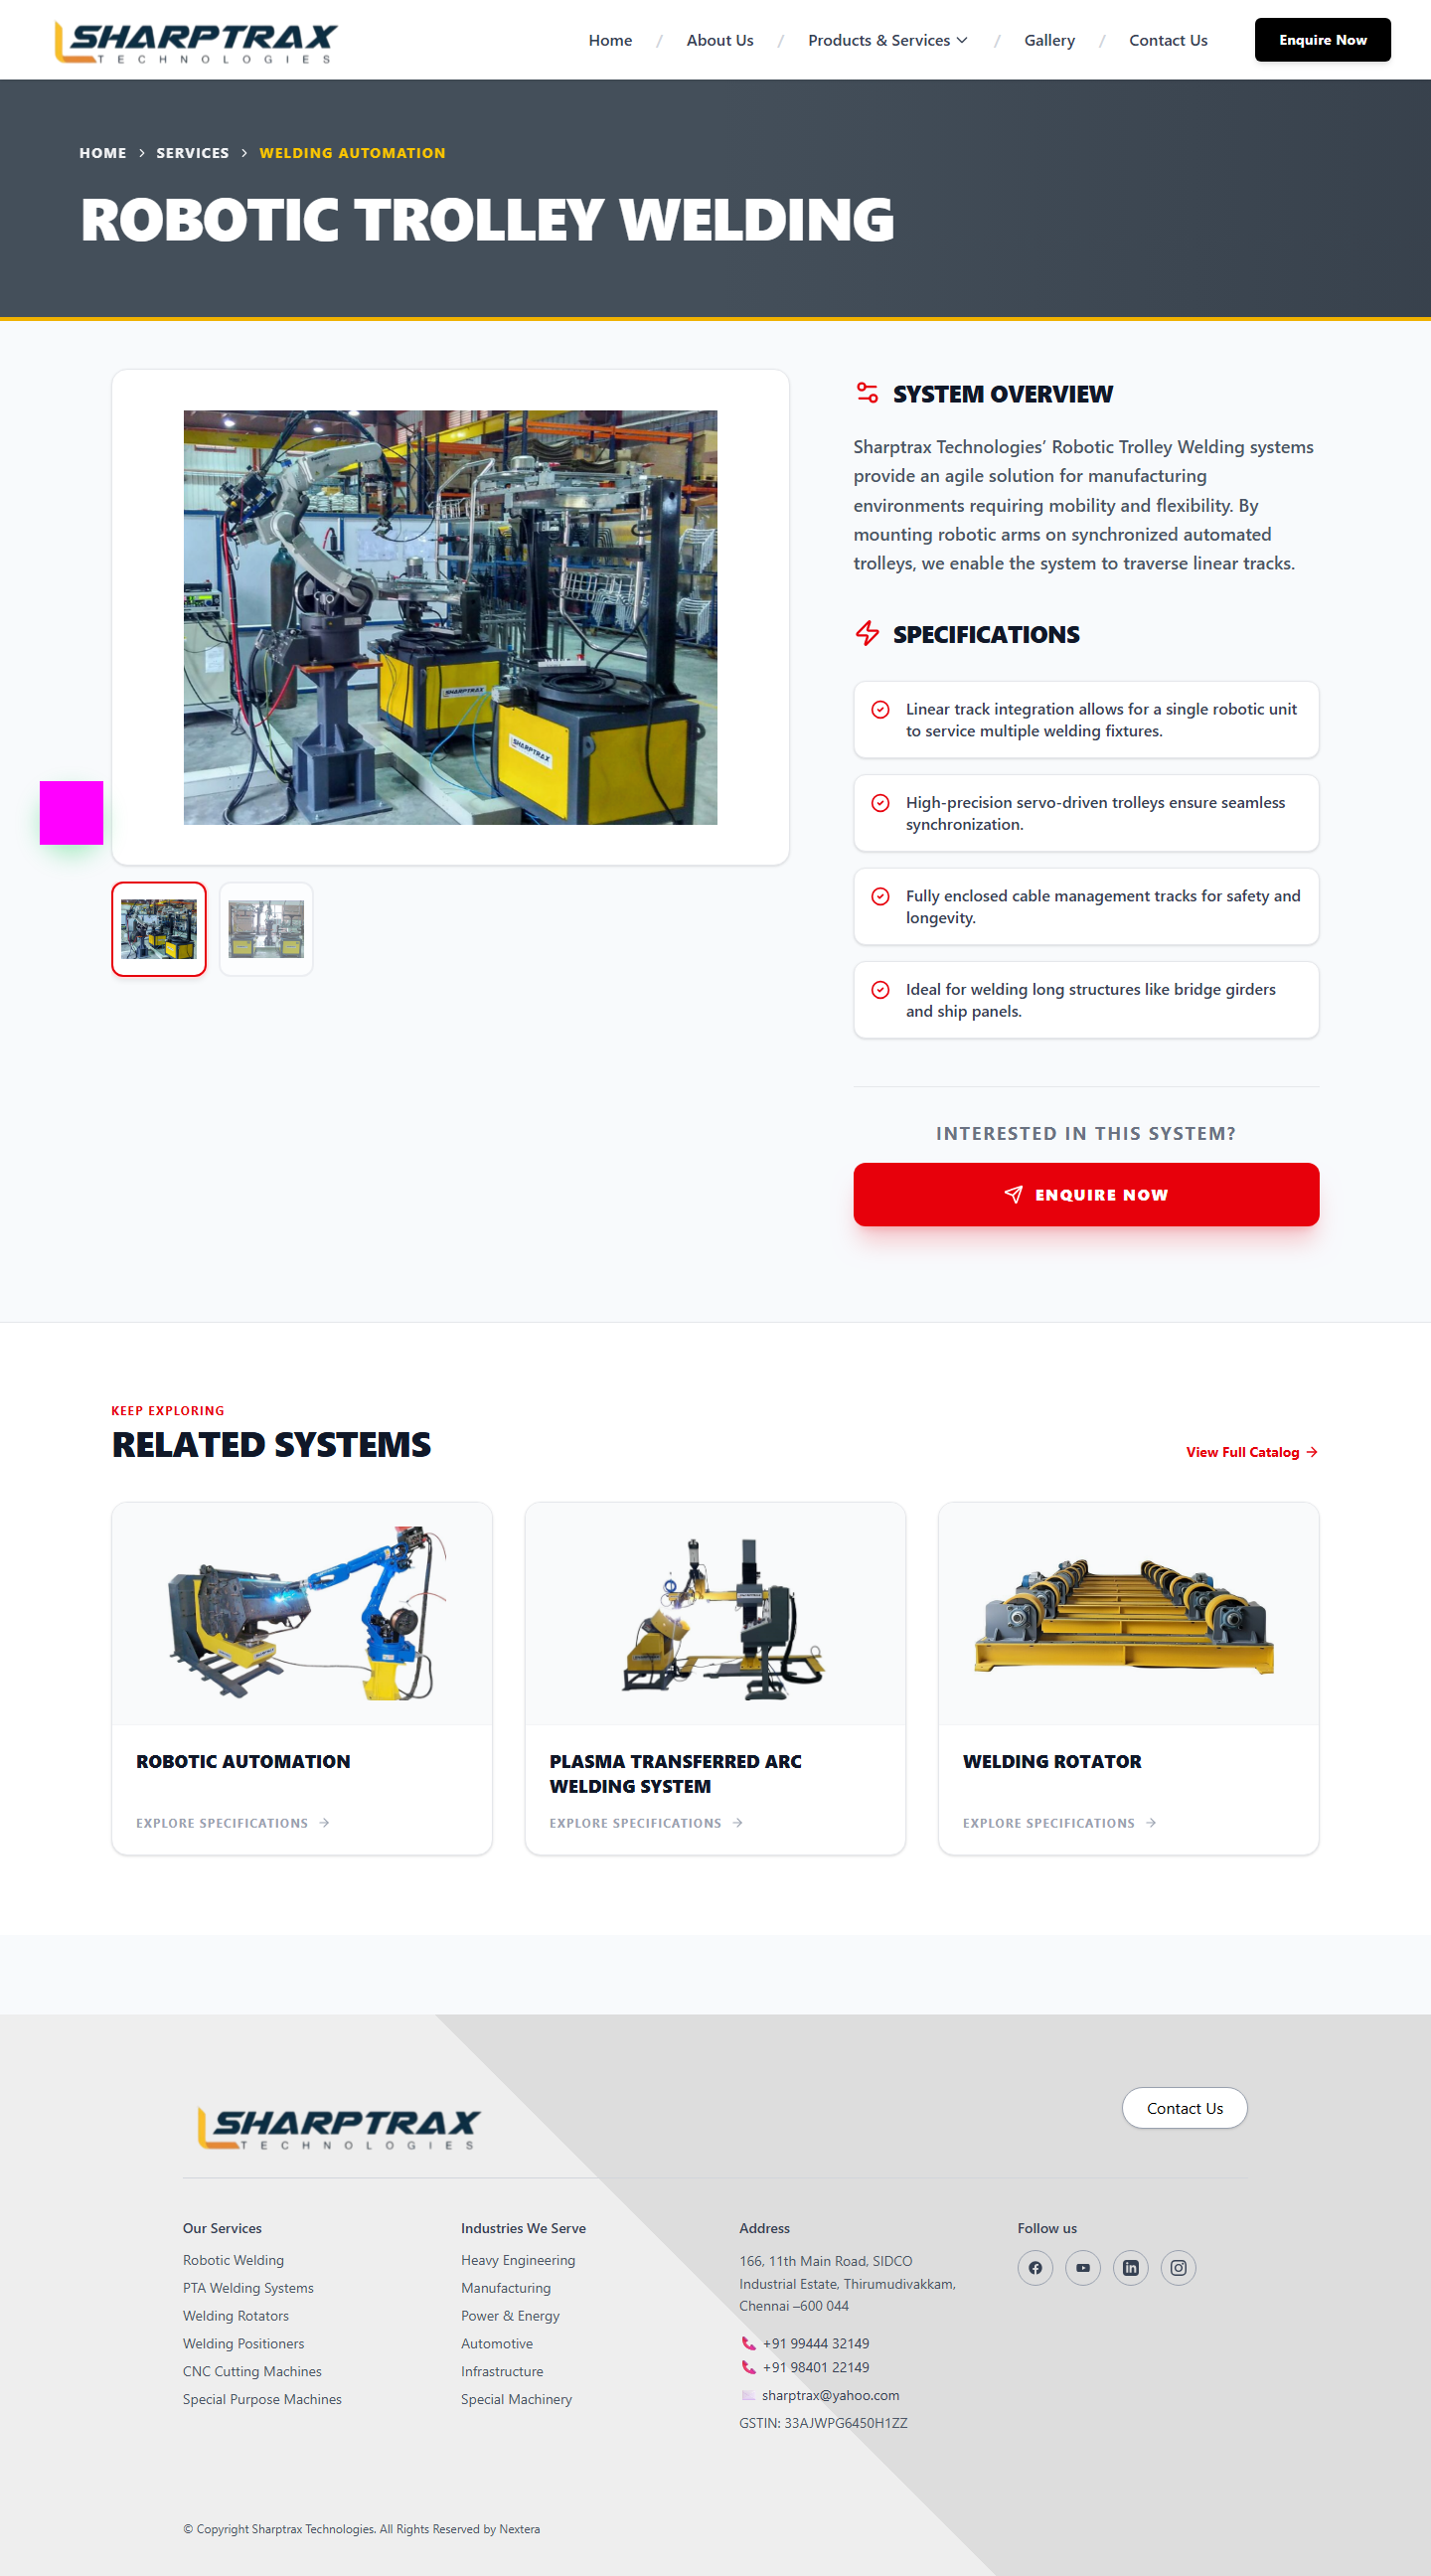 SHARPTRAX
TECHNOLOGIES
Home / About Us / Products & Services / Gallery / Contact Us
Enquire Now
HOME > SERVICES > WELDING AUTOMATION
ROBOTIC TROLLEY WELDING
SHARPTRAX
SHARPTRAX
SYSTEM OVERVIEW
Sharptrax Technologies’ Robotic Trolley Welding systems
provide an agile solution for manufacturing
environments requiring mobility and flexibility. By
mounting robotic arms on synchronized automated
trolleys, we enable the system to traverse linear tracks.
SPECIFICATIONS
Linear track integration allows for a single robotic unit
to service multiple welding fixtures.
High-precision servo-driven trolleys ensure seamless
synchronization.
Fully enclosed cable management tracks for safety and
longevity.
Ideal for welding long structures like bridge girders
and ship panels.
INTERESTED IN THIS SYSTEM?
ENQUIRE NOW
KEEP EXPLORING
RELATED SYSTEMS
View Full Catalog →
ROBOTIC AUTOMATION
EXPLORE SPECIFICATIONS →
PLASMA TRANSFERRED ARC
WELDING SYSTEM
EXPLORE SPECIFICATIONS →
WELDING ROTATOR
EXPLORE SPECIFICATIONS →
SHARPTRAX
TECHNOLOGIES
Contact Us
Our Services
Robotic Welding
PTA Welding Systems
Welding Rotators
Welding Positioners
CNC Cutting Machines
Special Purpose Machines
Industries We Serve
Heavy Engineering
Manufacturing
Power & Energy
Automotive
Infrastructure
Special Machinery
Address
166, 11th Main Road, SIDCO
Industrial Estate, Thirumudivakkam,
Chennai –600 044
+91 99444 32149
+91 98401 22149
sharptrax@yahoo.com
GSTIN: 33AJWPG6450H1ZZ
Follow us
© Copyright Sharptrax Technologies. All Rights Reserved by Nextera